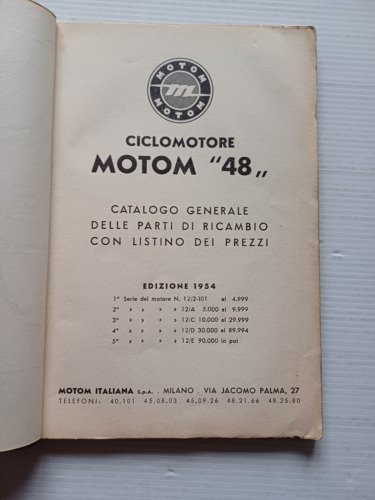 MOTOM
m
MOTOM
CICLOMOTORE
MOTOM "48„
CATALOGO GENERALE
DELLE PARTI DI RICAMBIO
CON LISTINO DEI PREZZI
EDIZIONE 1954
1ª Serie del motore N. 12/2-101 al 4.999
2ª » » » » 12/A 5.000 al 9.999
3ª » » » » 12/C 10.000 al 29.999
4ª » » » » 12/D 30.000 al 89.994
5ª » » » » 12/E 90.000 in poi
MOTOM ITALIANA S.p.A. . MILANO . VIA JACOMO PALMA, 27
TELEFONI: 40.101 45.08.03 45.09.26 48.21.66 48.25.80